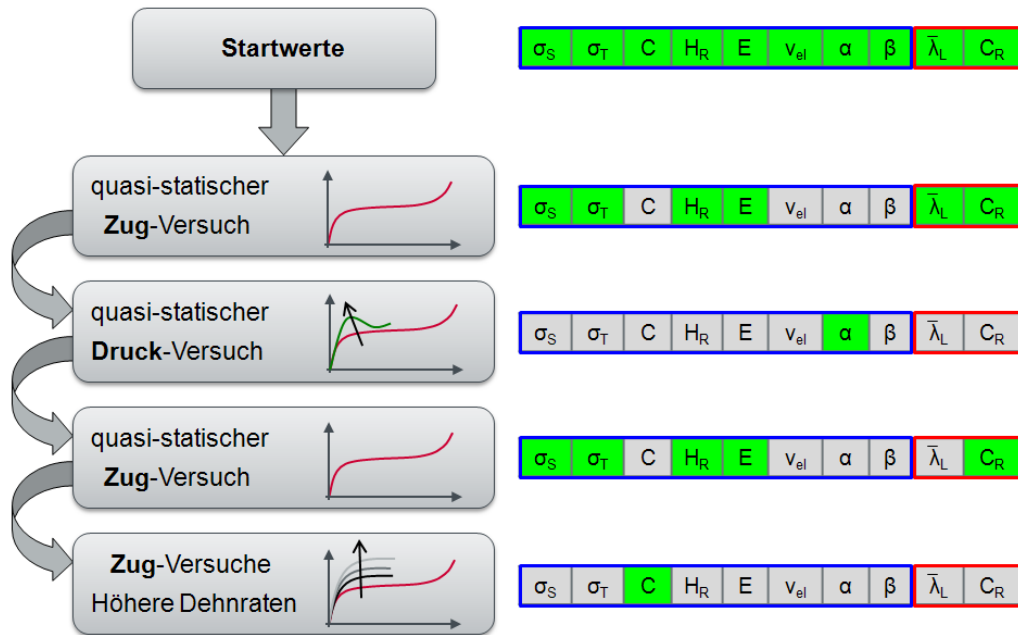 Startwerte
σS σT C HR E νel α β λ̄L CR
quasi-statischer
Zug-Versuch
σS σT C HR E νel α β λ̄L CR
quasi-statischer
Druck-Versuch
σS σT C HR E νel α β λ̄L CR
quasi-statischer
Zug-Versuch
σS σT C HR E νel α β λ̄L CR
Zug-Versuche
Höhere Dehnraten
σS σT C HR E νel α β λ̄L CR